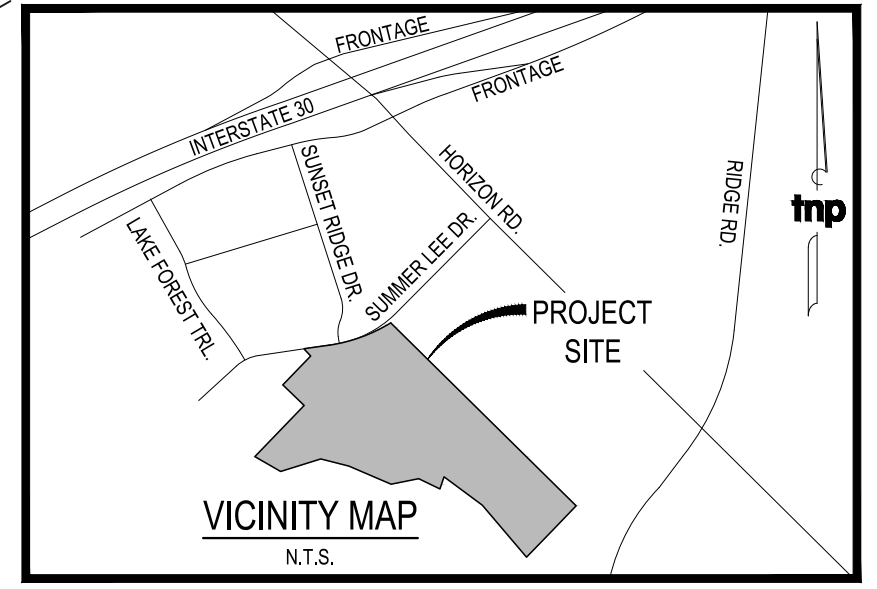 FRONTAGE
FRONTAGE
INTERSTATE 30
HORIZON RD.
RIDGE RD.
tnp
SUNSET RIDGE DR.
SUMMER LEE DR.
LAKE FOREST TRL.
PROJECT
SITE
VICINITY MAP
N.T.S.